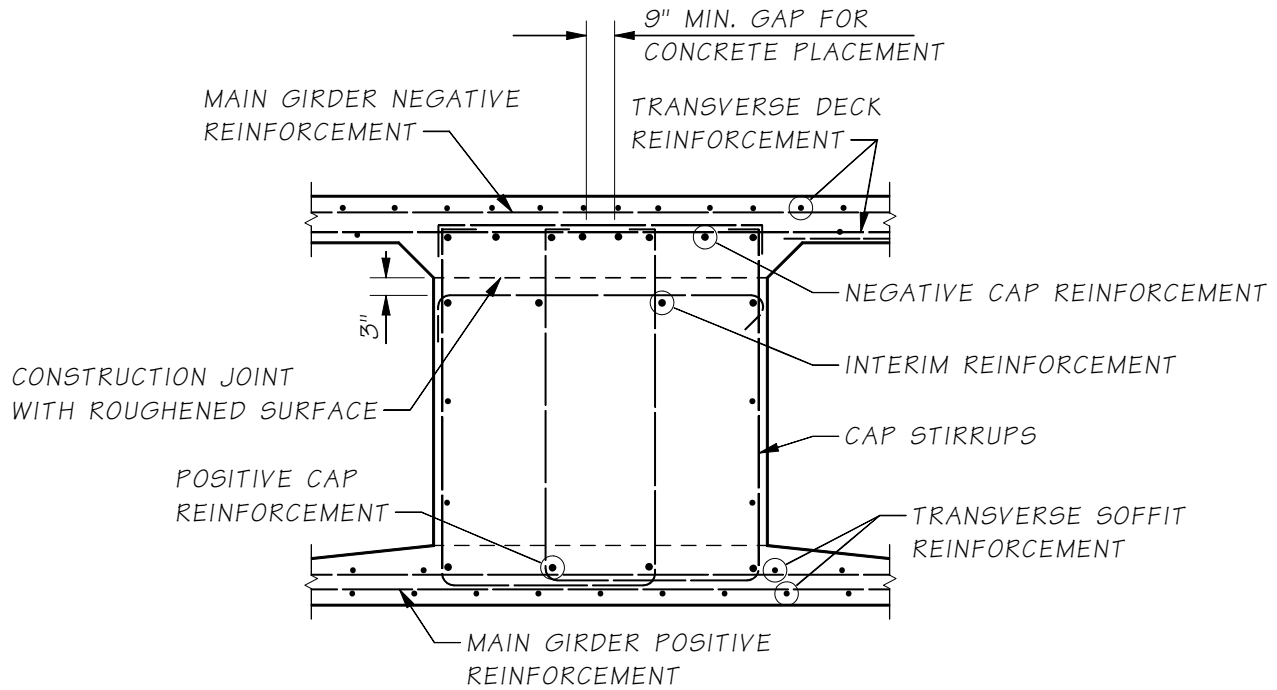 9" MIN. GAP FOR
CONCRETE PLACEMENT
MAIN GIRDER NEGATIVE
REINFORCEMENT
TRANSVERSE DECK
REINFORCEMENT
NEGATIVE CAP REINFORCEMENT
3"
INTERIM REINFORCEMENT
CONSTRUCTION JOINT
WITH ROUGHENED SURFACE
CAP STIRRUPS
POSITIVE CAP
REINFORCEMENT
TRANSVERSE SOFFIT
REINFORCEMENT
MAIN GIRDER POSITIVE
REINFORCEMENT